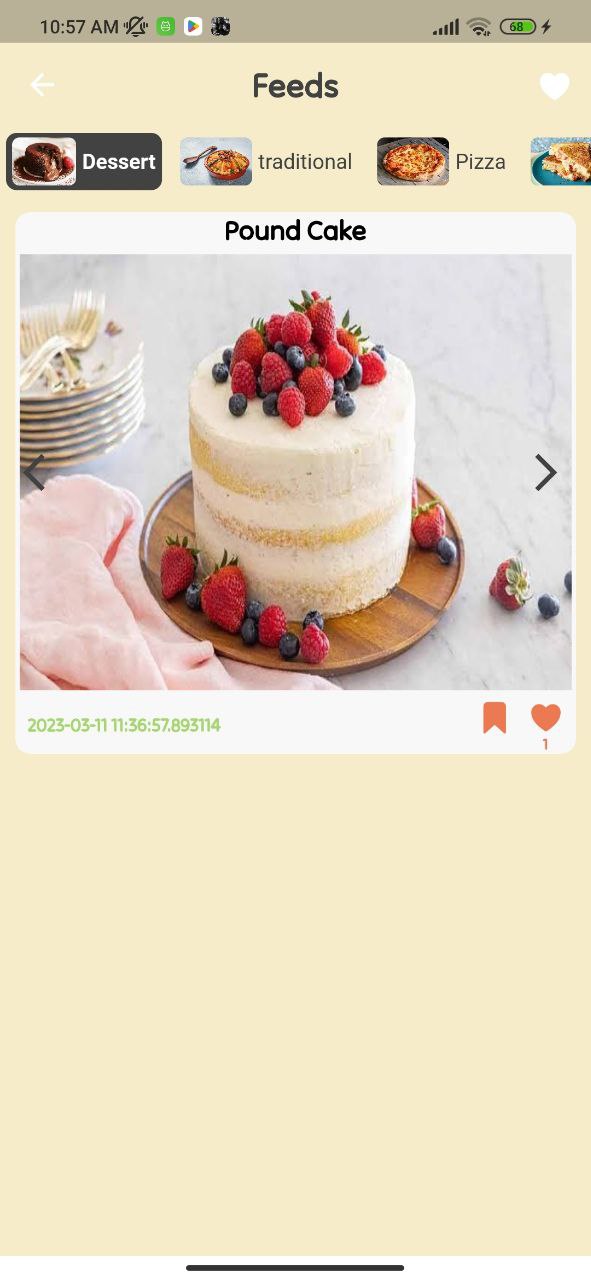 10:57 AM
68
Feeds
Dessert traditional Pizza
Pound Cake
2023-03-11 11:36:57.893114
1